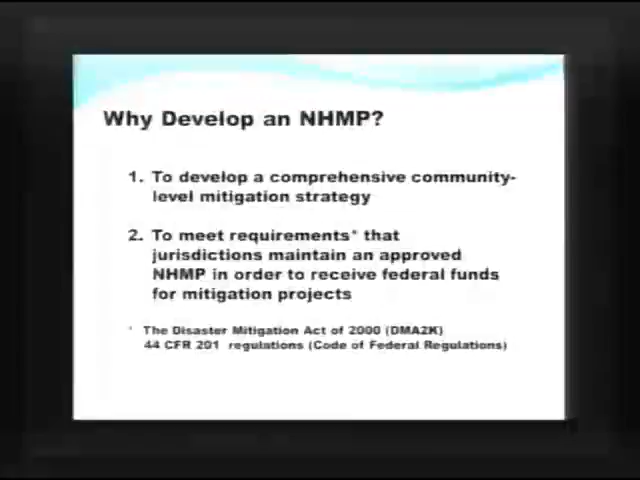 Why Develop an NHMP?
1. To develop a comprehensive community-
level mitigation strategy
2. To meet requirements* that
jurisdictions maintain an approved
NHMP in order to receive federal funds
for mitigation projects
* The Disaster Mitigation Act of 2000 (DMA2K)
44 CFR 201 regulations (Code of Federal Regulations)